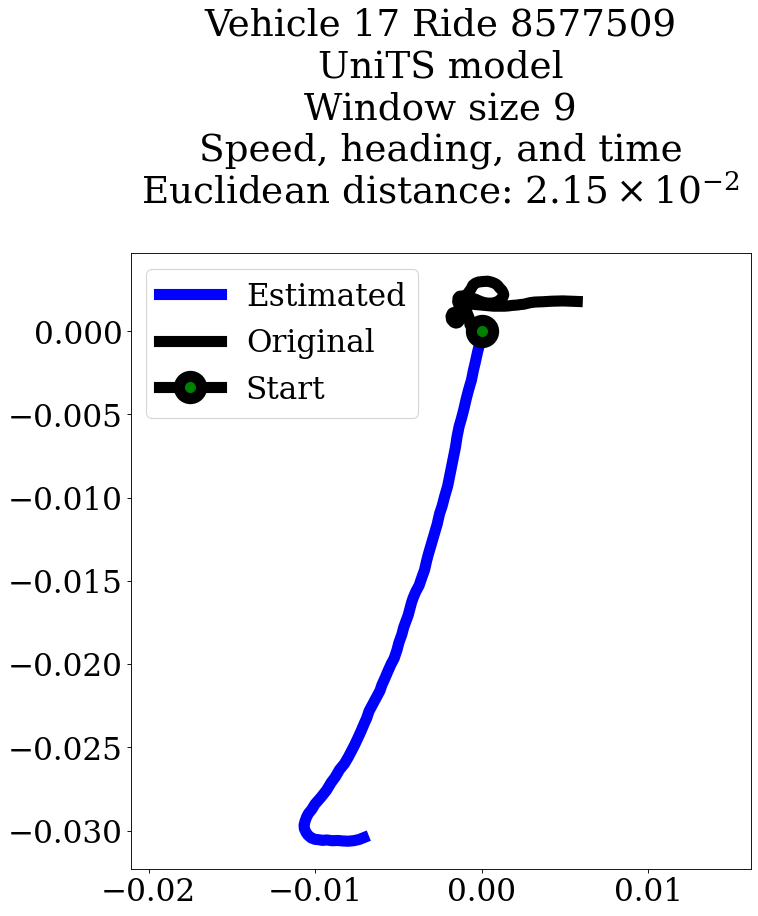 Vehicle 17 Ride 8577509
UniTS model
Window size 9
Speed, heading, and time
Euclidean distance: 2.15 × 10⁻²
Estimated
Original
Start
0.000
−0.005
−0.010
−0.015
−0.020
−0.025
−0.030
−0.02 −0.01 0.00 0.01